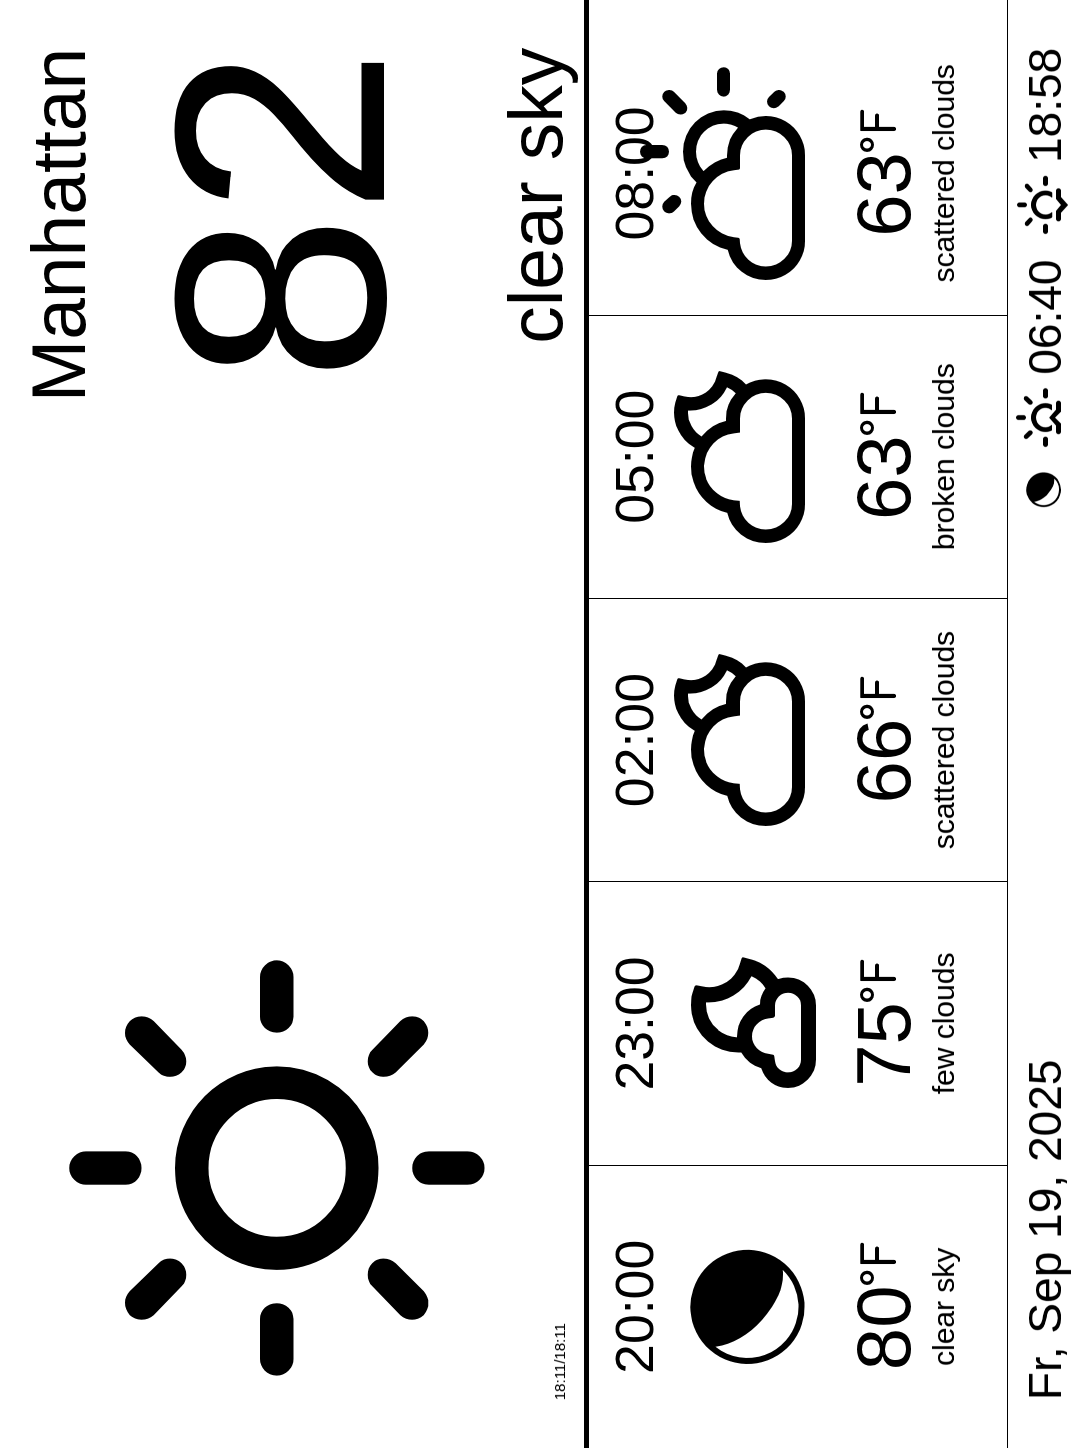 Manhattan
82
clear sky
18:11/18:11
20:00
80°F
clear sky
23:00
75°F
few clouds
02:00
66°F
scattered clouds
05:00
63°F
broken clouds
08:00
63°F
scattered clouds
Fr, Sep 19, 2025
06:40
18:58